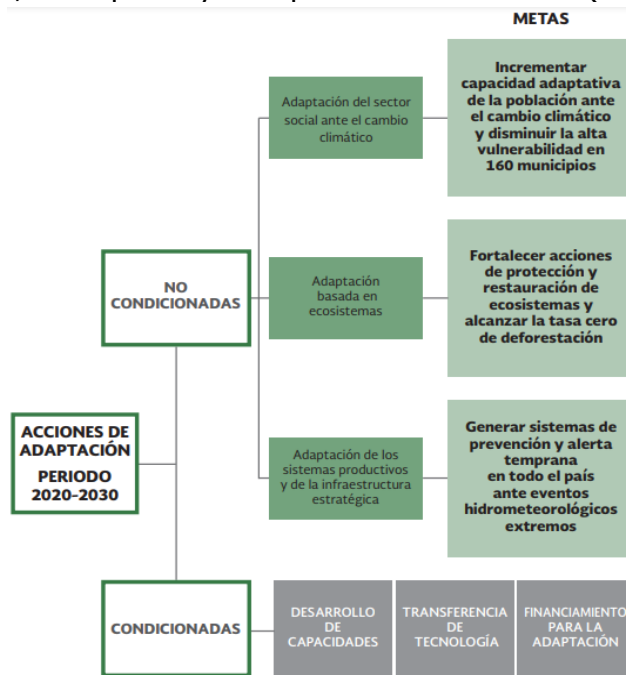 METAS
Adaptación del sector
social ante el cambio
climático
Incrementar
capacidad adaptativa
de la población ante
el cambio climático
y disminuir la alta
vulnerabilidad en
160 municipios
NO
CONDICIONADAS
Adaptación
basada en
ecosistemas
Fortalecer acciones
de protección y
restauración de
ecosistemas y
alcanzar la tasa cero
de deforestación
ACCIONES DE
ADAPTACIÓN
PERIODO
2020-2030
Adaptación de los
sistemas productivos
y de la infraestructura
estratégica
Generar sistemas de
prevención y alerta
temprana
en todo el país
ante eventos
hidrometeorológicos
extremos
CONDICIONADAS
DESARROLLO
DE
CAPACIDADES
TRANSFERENCIA
DE
TECNOLOGÍA
FINANCIAMIENTO
PARA LA
ADAPTACIÓN